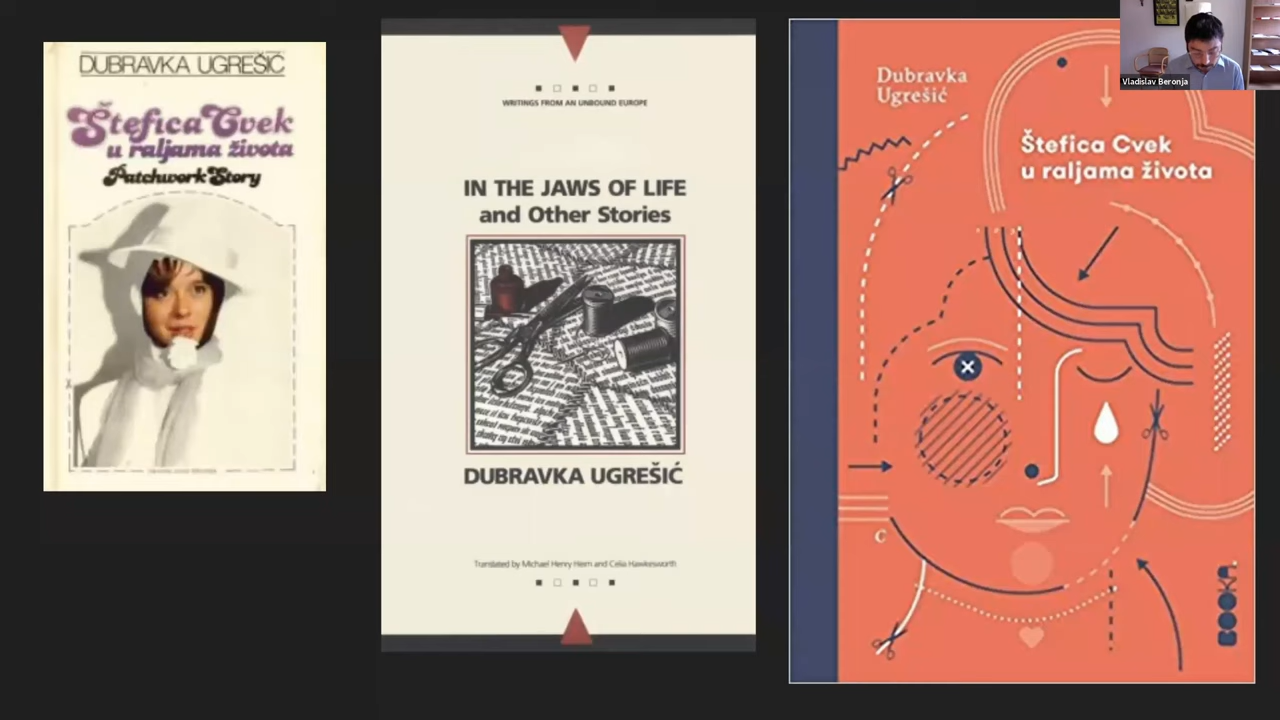 DUBRAVKA UGREŠIĆ
Štefica Cvek
u raljama života
Patchwork Story
WRITINGS FROM AN UNBOUND EUROPE
IN THE JAWS OF LIFE
and Other Stories
DUBRAVKA UGREŠIĆ
Translated by Michael Henry Heim and Celia Hawkesworth
Dubravka
Ugrešić
Štefica Cvek
u raljama života
C
BOOKA
Vladislav Beronja